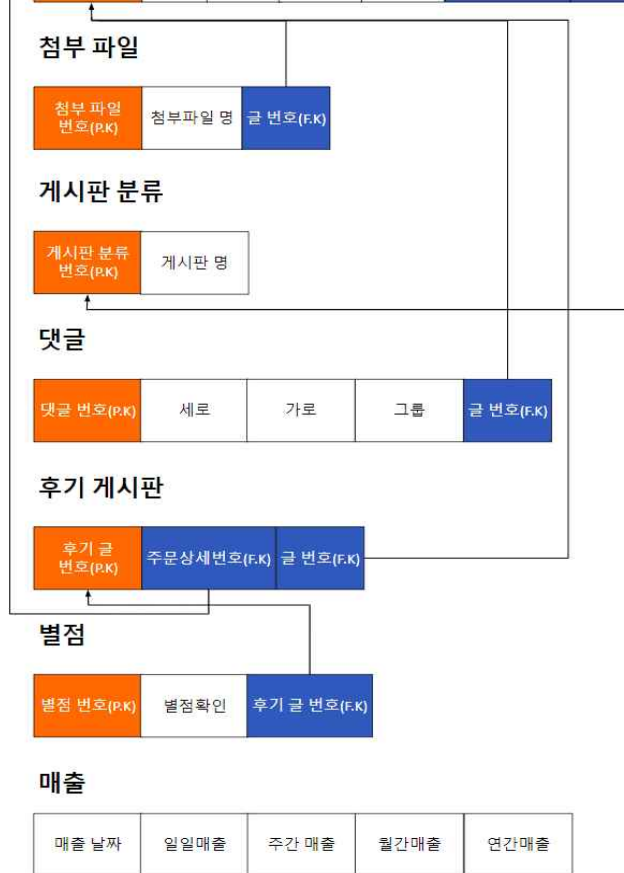 첨부 파일
첨부 파일
번호(P.K)
첨부파일 명
글 번호(F.K)
게시판 분류
게시판 분류
번호(P.K)
게시판 명
댓글
댓글 번호(P.K)
세로
가로
그룹
글 번호(F.K)
후기 게시판
후기 글
번호(P.K)
주문상세번호(F.K)
글 번호(F.K)
별점
별점 번호(P.K)
별점확인
후기 글 번호(F.K)
매출
매출 날짜
일일매출
주간 매출
월간매출
연간매출